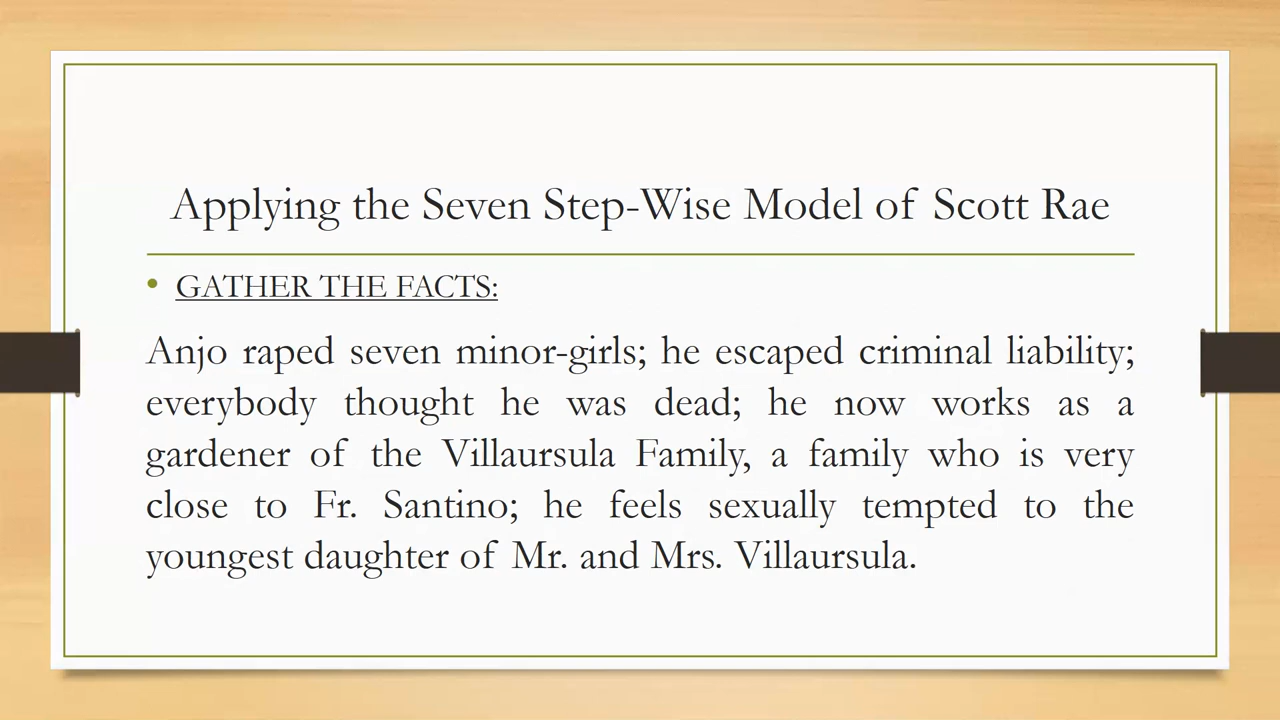 Applying the Seven Step-Wise Model of Scott Rae
• GATHER THE FACTS:
Anjo raped seven minor-girls; he escaped criminal liability;
everybody thought he was dead; he now works as a
gardener of the Villaursula Family, a family who is very
close to Fr. Santino; he feels sexually tempted to the
youngest daughter of Mr. and Mrs. Villaursula.